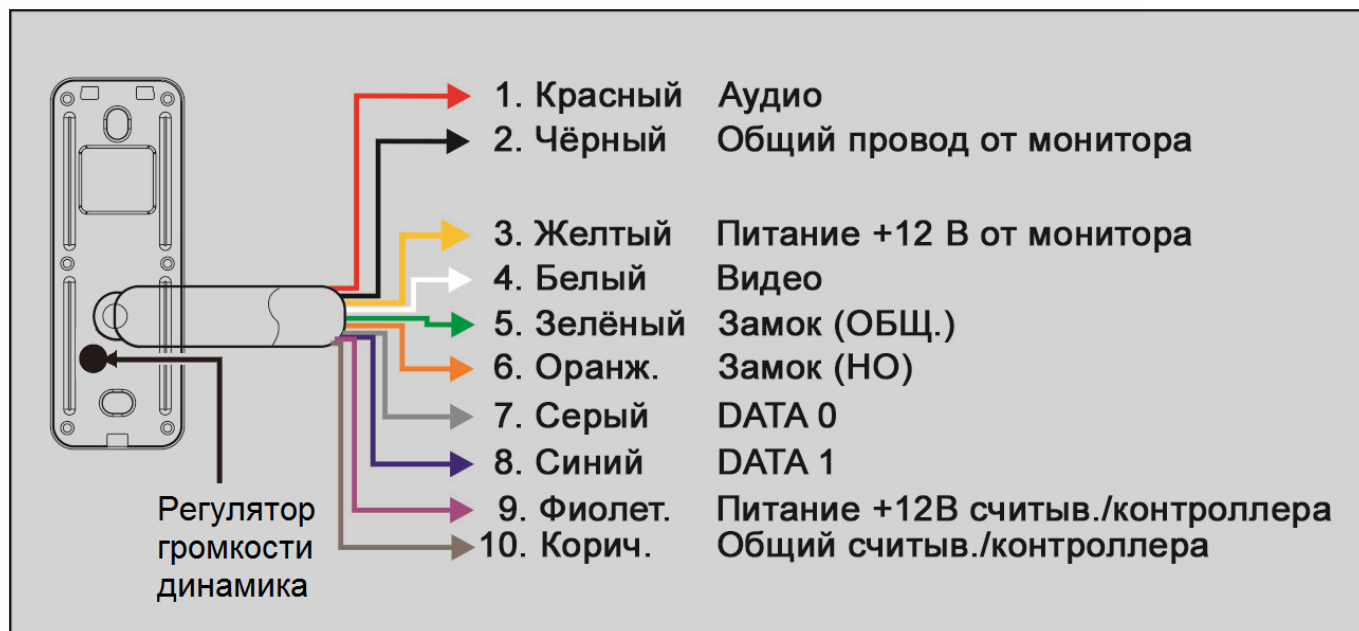 1. Красный Аудио
2. Чёрный Общий провод от монитора
3. Желтый Питание +12 В от монитора
4. Белый Видео
5. Зелёный Замок (ОБЩ.)
6. Оранж. Замок (НО)
7. Серый DATA 0
8. Синий DATA 1
9. Фиолет. Питание +12В считыв./контроллера
10. Корич. Общий считыв./контроллера
Регулятор
громкости
динамика